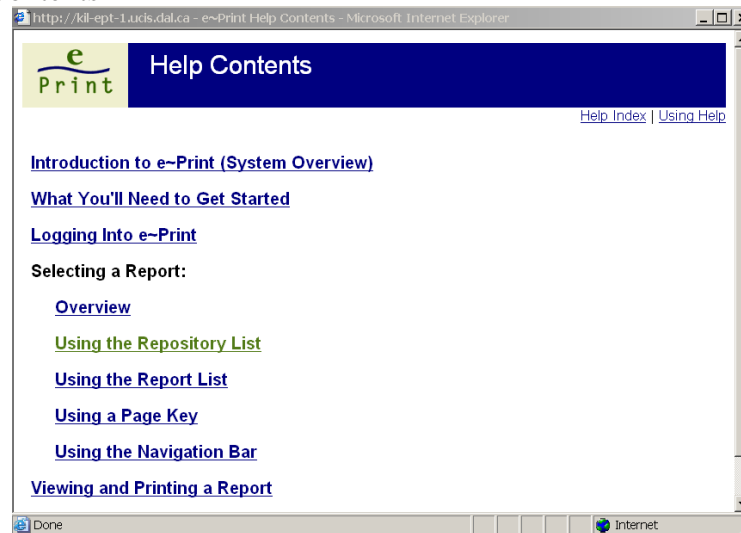 http://kil-ept-1.ucis.dal.ca - e~Print Help Contents - Microsoft Internet Explorer
e
Print
Help Contents
Help Index | Using Help
Introduction to e~Print (System Overview)
What You'll Need to Get Started
Logging Into e~Print
Selecting a Report:
Overview
Using the Repository List
Using the Report List
Using a Page Key
Using the Navigation Bar
Viewing and Printing a Report
Done
Internet